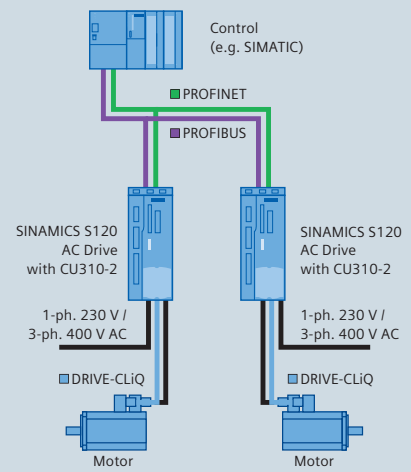 Control
(e.g. SIMATIC)
PROFINET
PROFIBUS
SINAMICS S120
AC Drive
with CU310-2
SINAMICS S120
AC Drive
with CU310-2
1-ph. 230 V /
3-ph. 400 V AC
1-ph. 230 V /
3-ph. 400 V AC
DRIVE-CLiQ
DRIVE-CLiQ
Motor
Motor